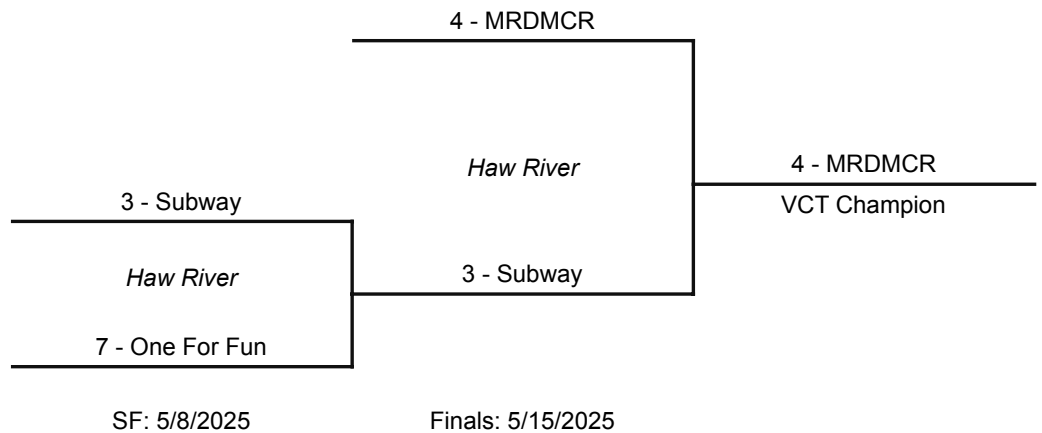 4 - MRDMCR
Haw River
4 - MRDMCR
3 - Subway
VCT Champion
Haw River
3 - Subway
7 - One For Fun
SF: 5/8/2025
Finals: 5/15/2025